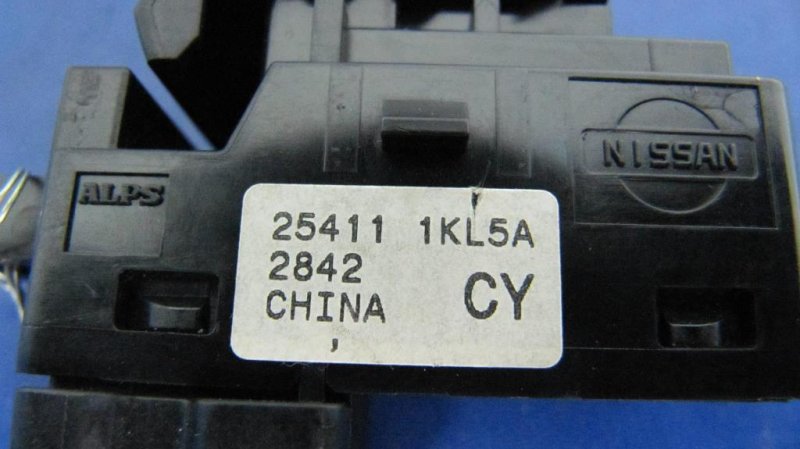 NISSAN
ALPS
25411 1KL5A
2842
CHINA CY
,